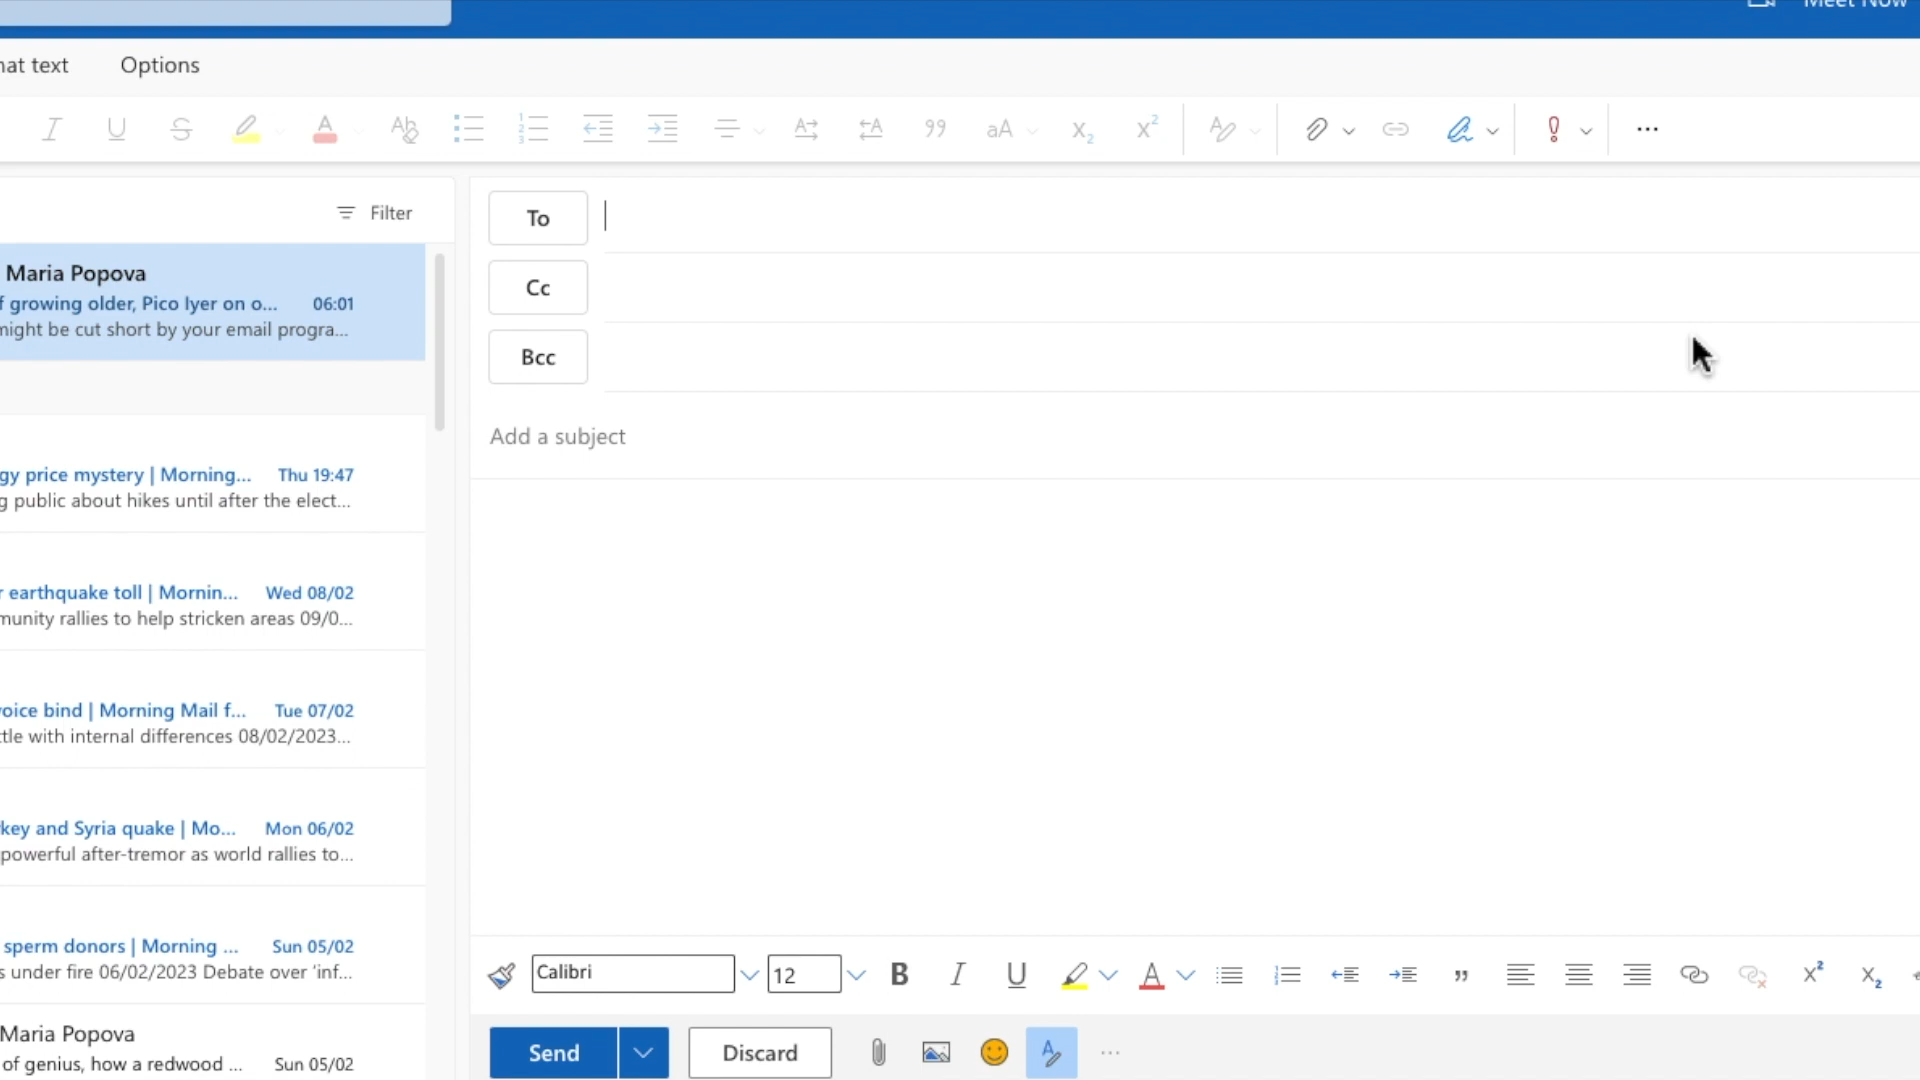 Meet Now
nat text Options
Filter
To
Cc
Bcc
Add a subject
Maria Popova
f growing older, Pico Iyer on o... 06:01
might be cut short by your email progra...
gy price mystery | Morning... Thu 19:47
g public about hikes until after the elect...
r earthquake toll | Mornin... Wed 08/02
munity rallies to help stricken areas 09/0...
voice bind | Morning Mail f... Tue 07/02
ttle with internal differences 08/02/2023...
key and Syria quake | Mo... Mon 06/02
powerful after-tremor as world rallies to...
sperm donors | Morning ... Sun 05/02
s under fire 06/02/2023 Debate over ‘inf...
Maria Popova
of genius, how a redwood ... Sun 05/02
Calibri 12
Send Discard